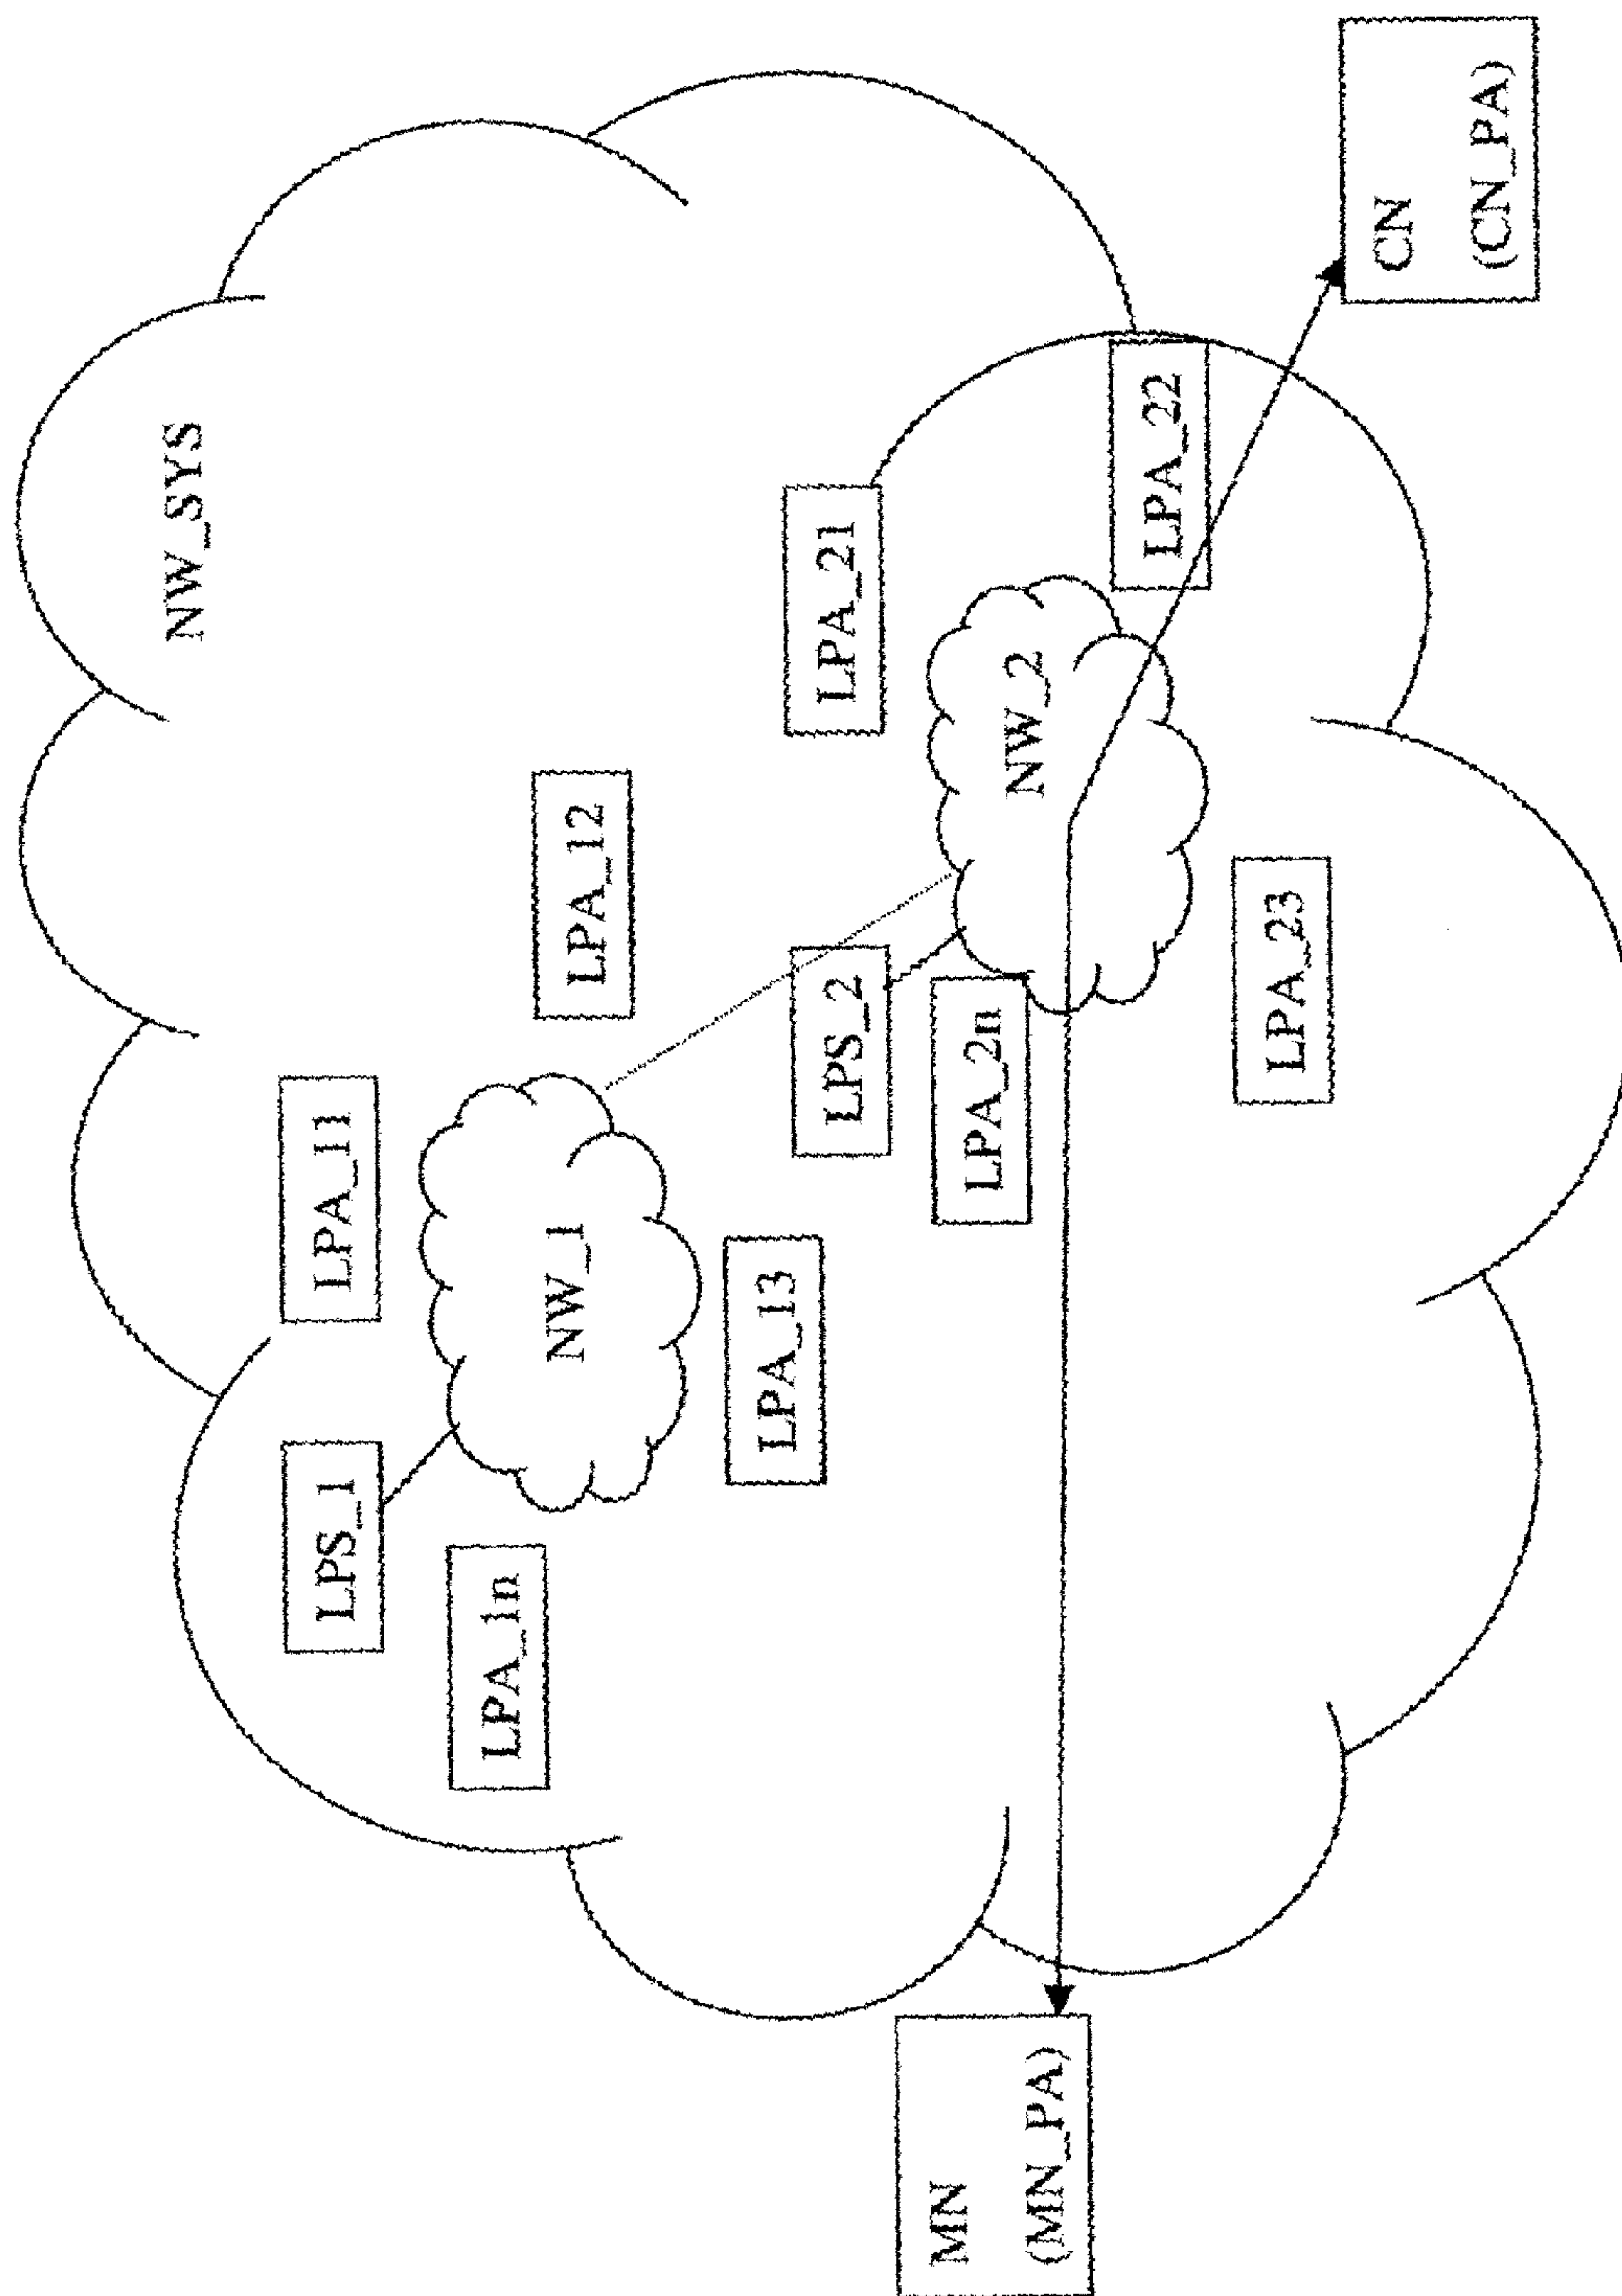 NW_SYS
LPS_1
LPA_11
LPA_1n
NW_1
LPA_12
LPA_13
LPS_2
LPA_21
LPA_2n
NW_2
LPA_22
LPA_23
MN
(MN_PA)
CN
(CN_PA)